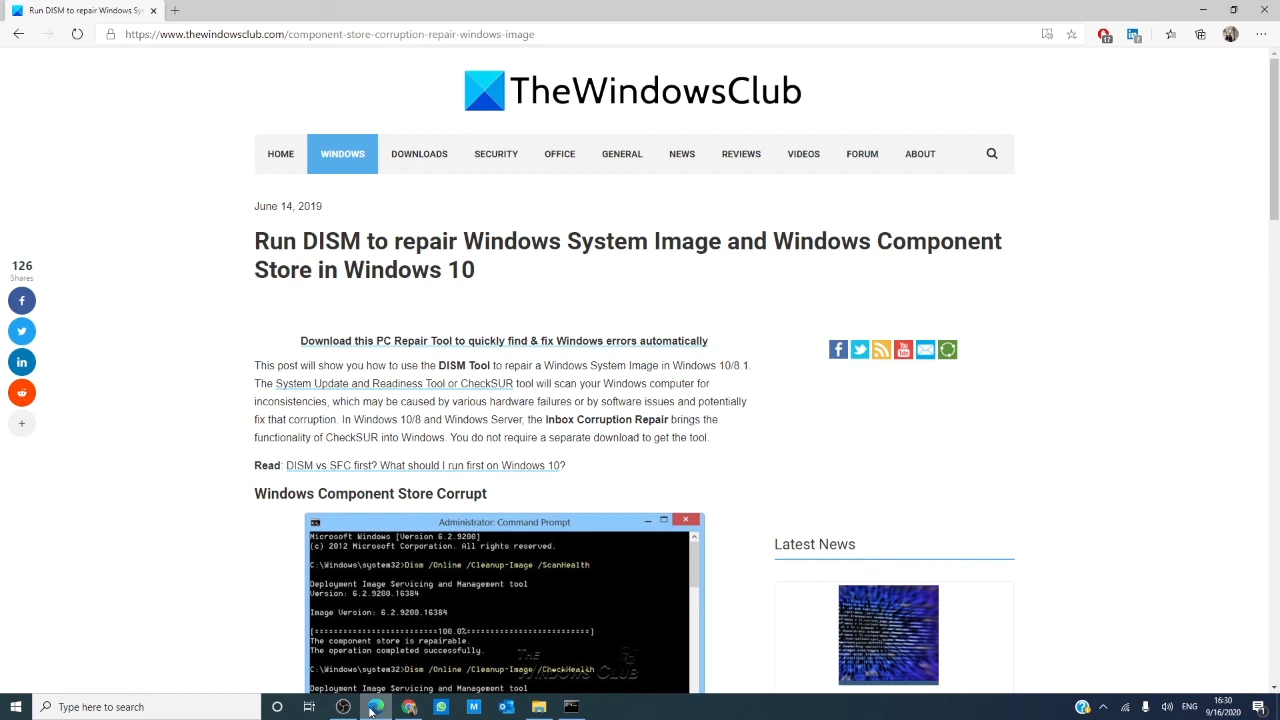 Run DISM to repair Windows Sys
https://www.thewindowsclub.com/component-store-corruption-repair-windows-image
17
TheWindowsClub
HOME WINDOWS DOWNLOADS SECURITY OFFICE GENERAL NEWS REVIEWS VIDEOS FORUM ABOUT
June 14, 2019
Run DISM to repair Windows System Image and Windows Component
Store in Windows 10
126
Shares
Download this PC Repair Tool to quickly find & fix Windows errors automatically
This post will show you how to use the DISM Tool to repair a Windows System Image in Windows 10/8.1.
The System Update and Readiness Tool or CheckSUR tool will scan your Windows computer for
inconsistencies, which may be caused by various hardware failures or by software issues and potentially
fix that corruption. In Windows 10/8 and Windows Server, the Inbox Corruption Repair brings the
functionality of CheckSUR into Windows. You do not require a separate download to get the tool.
Read: DISM vs SFC first? What should I run first on Windows 10?
Windows Component Store Corrupt
Administrator: Command Prompt
Microsoft Windows [Version 6.2.9200]
(c) 2012 Microsoft Corporation. All rights reserved.
C:\Windows\system32>Dism /Online /Cleanup-Image /ScanHealth
Deployment Image Servicing and Management tool
Version: 6.2.9200.16384
Image Version: 6.2.9200.16384
[==========================100.0%==========================]
The component store is repairable.
The operation completed successfully.
C:\Windows\system32>Dism /Online /Cleanup-Image /CheckHealth
Deployment Image Servicing and Management tool
THE WINDOWS CLUB
Latest News
Type here to search
ENG
16:30
9/16/2020